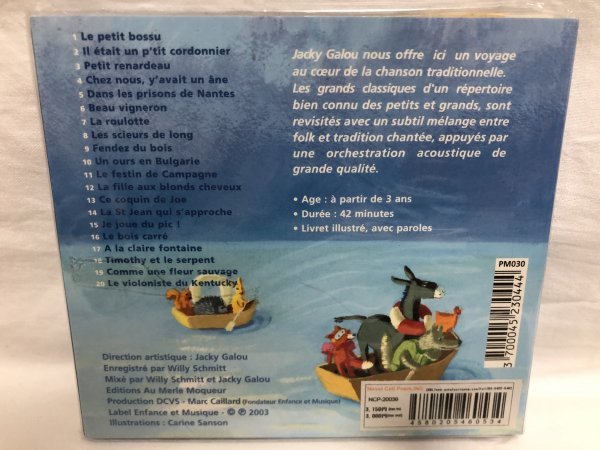 1 Le petit bossu
2 Il était un p'tit cordonnier
3 Petit renardeau
4 Chez nous, y'avait un âne
5 Dans les prisons de Nantes
6 Beau vigneron
7 La roulotte
8 Les scieurs de long
9 Fendez du bois
10 Un ours en Bulgarie
11 Le festin de Campagne
12 La fille aux blonds cheveux
13 Ce coquin de Joe
14 La St Jean qui s'approche
15 Je joue du pic !
16 Le bois carré
17 A la claire fontaine
18 Timothy et le serpent
19 Comme une fleur sauvage
20 Le violoniste du Kentucky
Jacky Galou nous offre ici un voyage
au cœur de la chanson traditionnelle.
Les grands classiques d'un répertoire
bien connu des petits et grands, sont
revisités avec un subtil mélange entre
folk et tradition chantée, appuyés par
une orchestration acoustique de
grande qualité.
• Age : à partir de 3 ans
• Durée : 42 minutes
• Livret illustré, avec paroles
PM030
3 700045 230444
Direction artistique : Jacky Galou
Enregistré par Willy Schmitt
Mixé par Willy Schmitt et Jacky Galou
Editions Au Merle Moqueur
Production DCVS - Marc Caillard (Fondateur Enfance et Musique)
Label Enfance et Musique - © ℗ 2003
Illustrations : Carine Sanson
NCP-20036
4580205460534